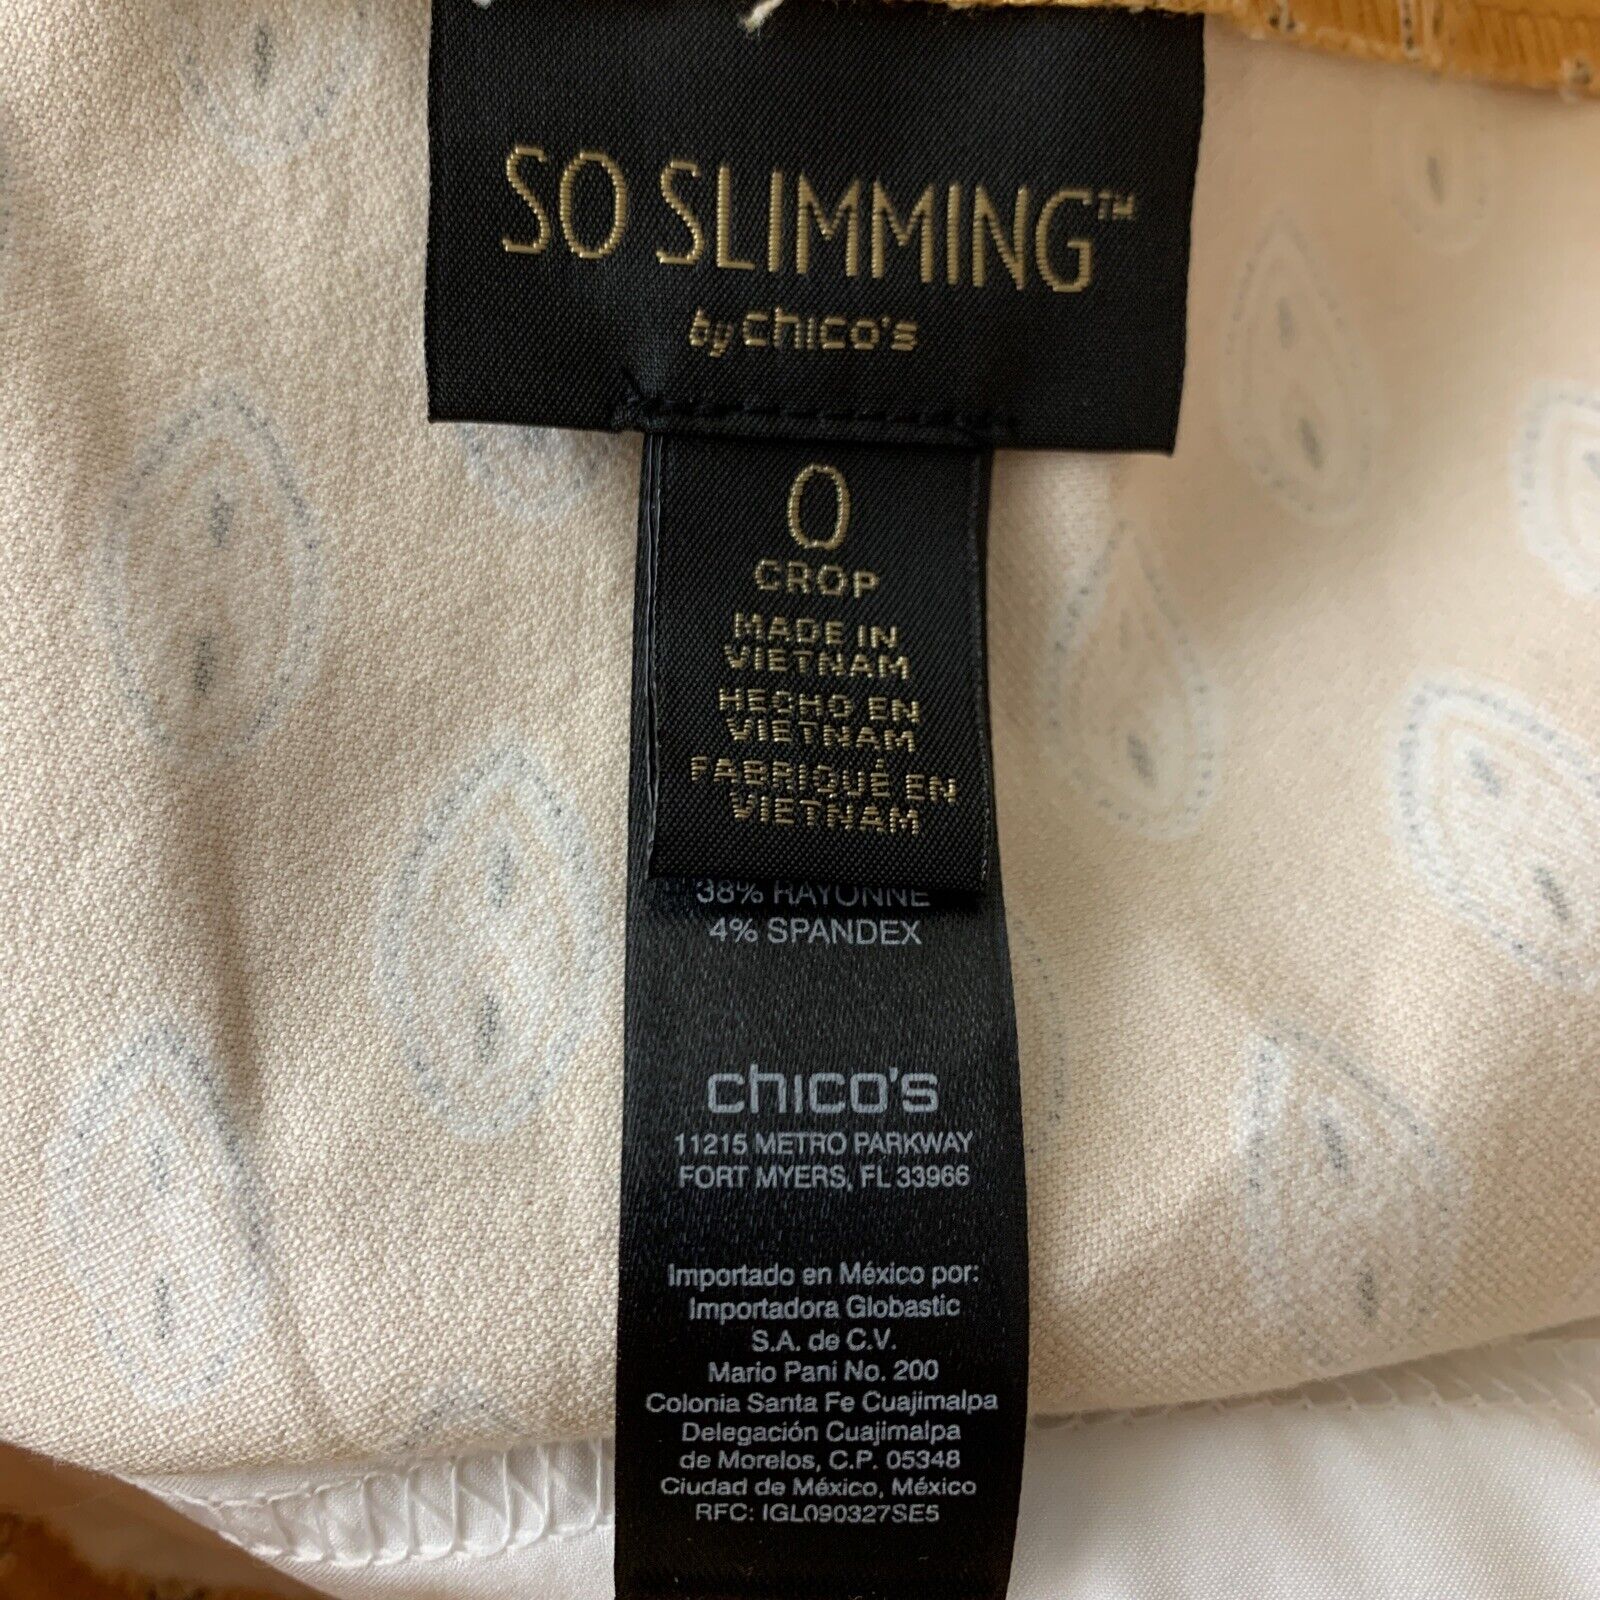 SO SLIMMING™
by chico's
0
CROP
MADE IN
VIETNAM
HECHO EN
VIETNAM
FABRIQUÉ EN
VIETNAM
38% RAYONNE
4% SPANDEX
chico's
11215 METRO PARKWAY
FORT MYERS, FL 33966
Importado en México por:
Importadora Globastic
S.A. de C.V.
Mario Pani No. 200
Colonia Santa Fe Cuajimalpa
Delegación Cuajimalpa
de Morelos, C.P. 05348
Ciudad de México, México
RFC: IGL090327SE5